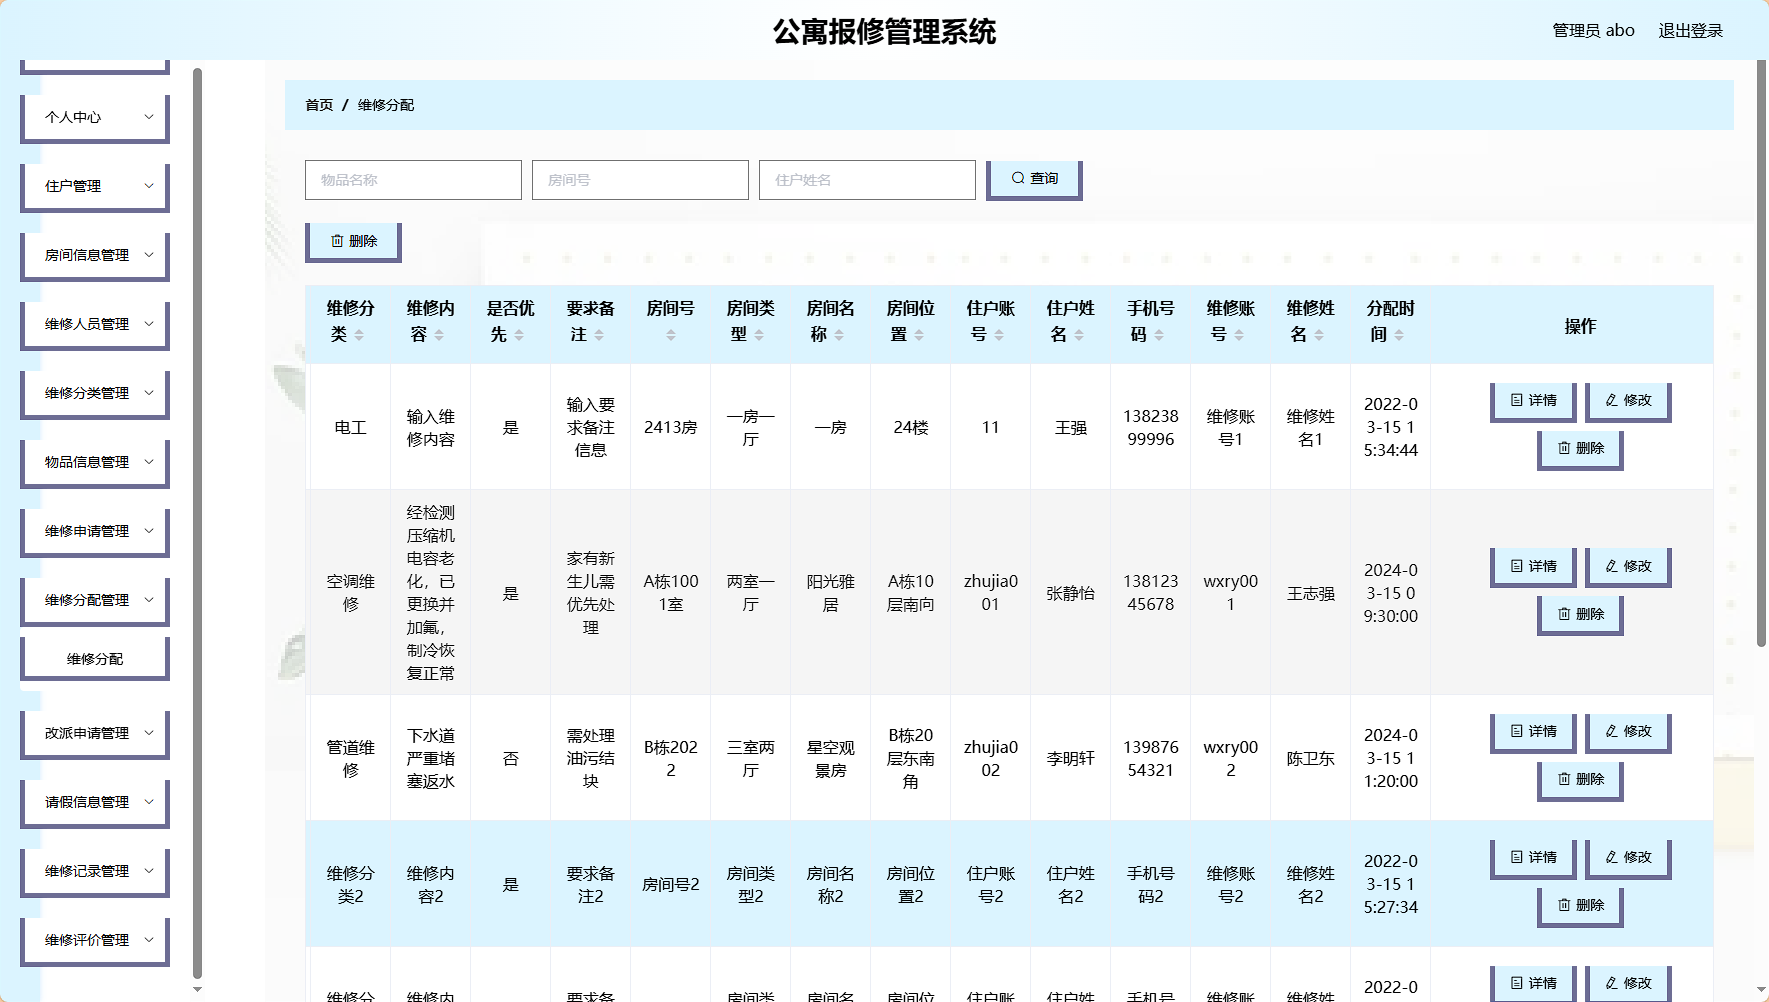 公寓报修管理系统
管理员 abo 退出登录
个人中心
住户管理
房间信息管理
维修人员管理
维修分类管理
物品信息管理
维修申请管理
维修分配管理
维修分配
改派申请管理
请假信息管理
维修记录管理
维修评价管理
首页 / 维修分配
物品名称 房间号 住户姓名 查询
删除
维修分类 维修内容 是否优先 要求备注 房间号 房间类型 房间名称 房间位置 住户账号 住户姓名 手机号码 维修账号 维修姓名 分配时间 操作
电工 输入维修内容 是 输入要求备注信息 2413房 一房一厅 一房 24楼 11 王强 13823899996 维修账号1 维修姓名1 2022-03-15 15:34:44 详情 修改 删除
空调维修 经检测压缩机电容老化，已更换并加氟，制冷恢复正常 是 家有新生儿需优先处理 A栋1001室 两室一厅 阳光雅居 A栋10层南向 zhujia001 张静怡 13812345678 wxry001 王志强 2024-03-15 09:30:00 详情 修改 删除
管道维修 下水道严重堵塞返水 否 需处理油污结块 B栋2022 三室两厅 星空观景房 B栋20层东南角 zhujia002 李明轩 13987654321 wxry002 陈卫东 2024-03-15 11:20:00 详情 修改 删除
维修分类2 维修内容2 是 要求备注2 房间号2 房间类型2 房间名称2 房间位置2 住户账号2 住户姓名2 手机号码2 维修账号2 维修姓名2 2022-03-15 15:27:34 详情 修改 删除
维修分 维修内 要求备 房间类 房间名 房间位 住户账 住户姓 手机号 维修账 维修姓 2022-0 详情 修改